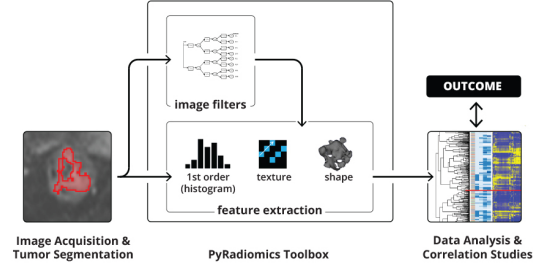 image filters
OUTCOME
1st order
(histogram)
texture
shape
feature extraction
Image Acquisition &
Tumor Segmentation
PyRadiomics Toolbox
Data Analysis &
Correlation Studies